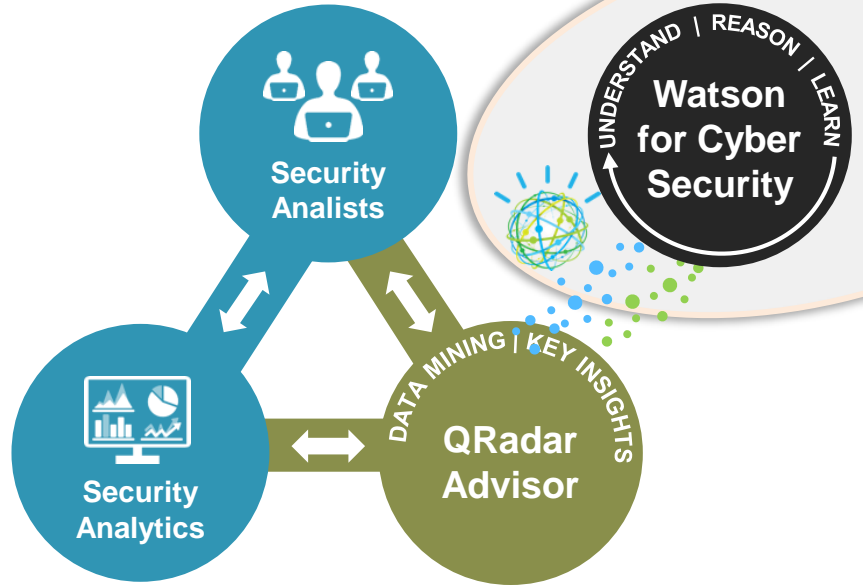 Security
Analists
UNDERSTAND | REASON | LEARN
Watson
for Cyber
Security
Security
Analytics
DATA MINING | KEY INSIGHTS
QRadar
Advisor